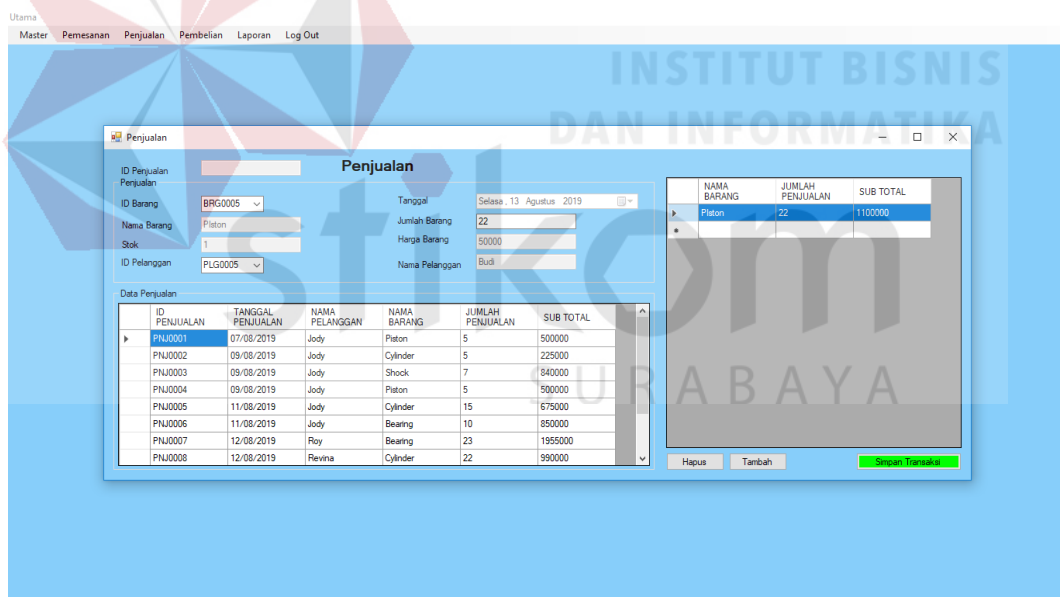 Utama
Master Pemesanan Penjualan Pembelian Laporan Log Out
INSTITUT BISNIS
DAN INFORMATIKA
stikom
SURABAYA
Penjualan
ID Penjualan
Penjualan
Penjualan
ID Barang BRG0005
Nama Barang Piston
Stok 1
ID Pelanggan PLG0005
Tanggal Selasa , 13 Agustus 2019
Jumlah Barang 22
Harga Barang 50000
Nama Pelanggan Budi
Data Penjualan
ID PENJUALAN TANGGAL PENJUALAN NAMA PELANGGAN NAMA BARANG JUMLAH PENJUALAN SUB TOTAL
PNJ0001 07/08/2019 Jody Piston 5 500000
PNJ0002 09/08/2019 Jody Cylinder 5 225000
PNJ0003 09/08/2019 Jody Shock 7 840000
PNJ0004 09/08/2019 Jody Piston 5 500000
PNJ0005 11/08/2019 Jody Cylinder 15 675000
PNJ0006 11/08/2019 Jody Bearing 10 850000
PNJ0007 12/08/2019 Roy Bearing 23 1955000
PNJ0008 12/08/2019 Revina Cylinder 22 990000
NAMA BARANG JUMLAH PENJUALAN SUB TOTAL
Piston 22 1100000
Hapus Tambah Simpan Transaksi